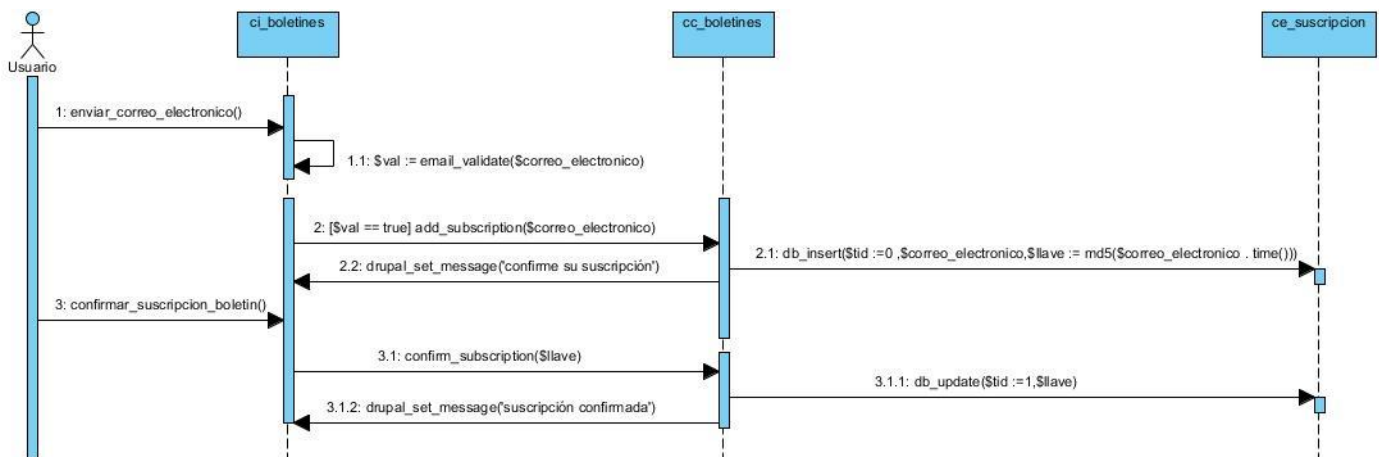 ci_boletines
cc_boletines
ce_suscripcion
Usuario
1: enviar_correo_electronico()
1.1: $val := email_validate($correo_electronico)
2: [$val == true] add_subscription($correo_electronico)
2.1: db_insert($tid :=0 ,$correo_electronico,$llave := md5($correo_electronico . time()))
2.2: drupal_set_message("confirme su suscripción")
3: confirmar_suscripcion_boletin()
3.1: confirm_subscription($llave)
3.1.1: db_update($tid :=1,$llave)
3.1.2: drupal_set_message("suscripción confirmada")